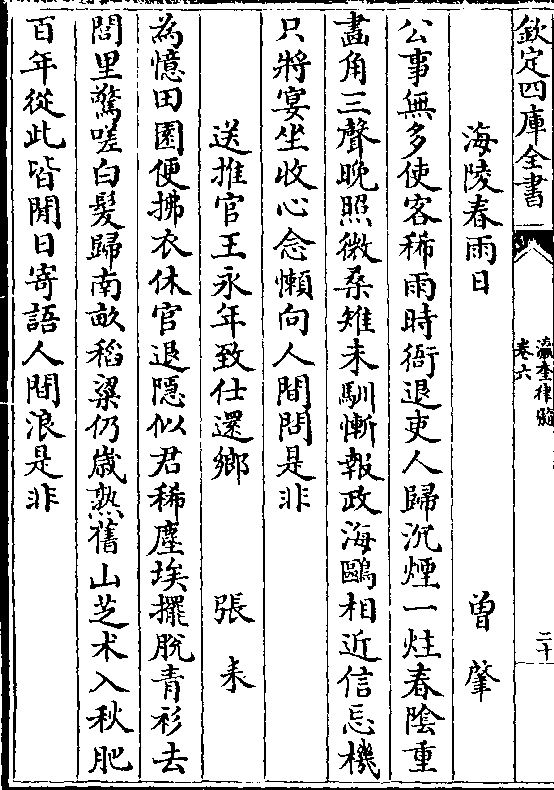 欽定四庫全書
瀛奎律髓
卷六
二十
海陵春雨日　曾肇
公事無多使客稀雨時衙退吏人歸沉煙一炷春陰重
畫角三聲晚照微桑雉未馴慚報政海鷗相近信忘機
只將宴坐收心念懶向人間問是非
送推官王永年致仕還鄉　張耒
為憶田園便拂衣休官退隱似君稀塵埃擺脫青衫去
閭里驚嗟白髮歸南畝稻粱仍歲熟舊山芝术入秋肥
百年從此皆閒日寄語人間浪是非